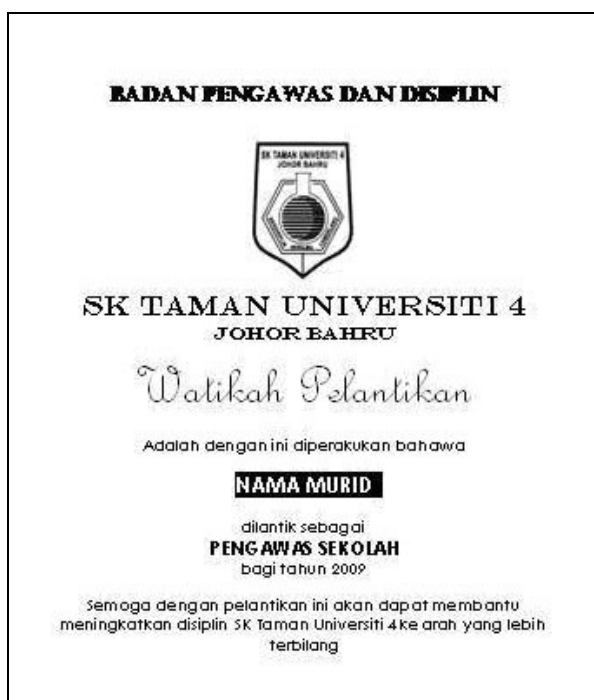 BADAN PENGAWAS DAN DISIPLIN
SK TAMAN UNIVERSITI 4
JOHOR BAHRU
SK TAMAN UNIVERSITI 4
JOHOR BAHRU
Watikah Pelantikan
Adalah dengan ini diperakukan bahawa
NAMA MURID
dilantik sebagai
PENGAWAS SEKOLAH
bagi tahun 2009
Semoga dengan pelantikan ini akan dapat membantu
meningkatkan disiplin SK Taman Universiti 4 ke arah yang lebih
terbilang